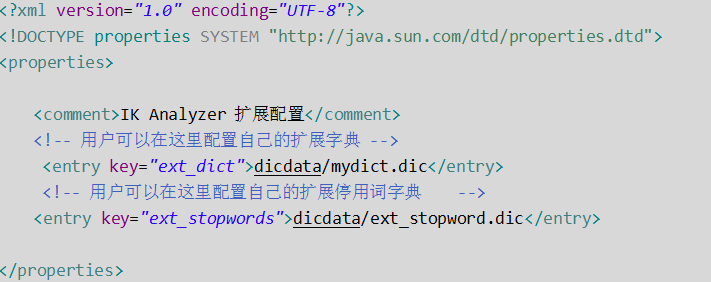 <?xml version="1.0" encoding="UTF-8"?>
<!DOCTYPE properties SYSTEM "http://java.sun.com/dtd/properties.dtd">
<properties>
<comment>IK Analyzer 扩展配置</comment>
<!-- 用户可以在这里配置自己的扩展字典 -->
<entry key="ext_dict">dicdata/mydict.dic</entry>
<!-- 用户可以在这里配置自己的扩展停用词字典 -->
<entry key="ext_stopwords">dicdata/ext_stopword.dic</entry>
</properties>